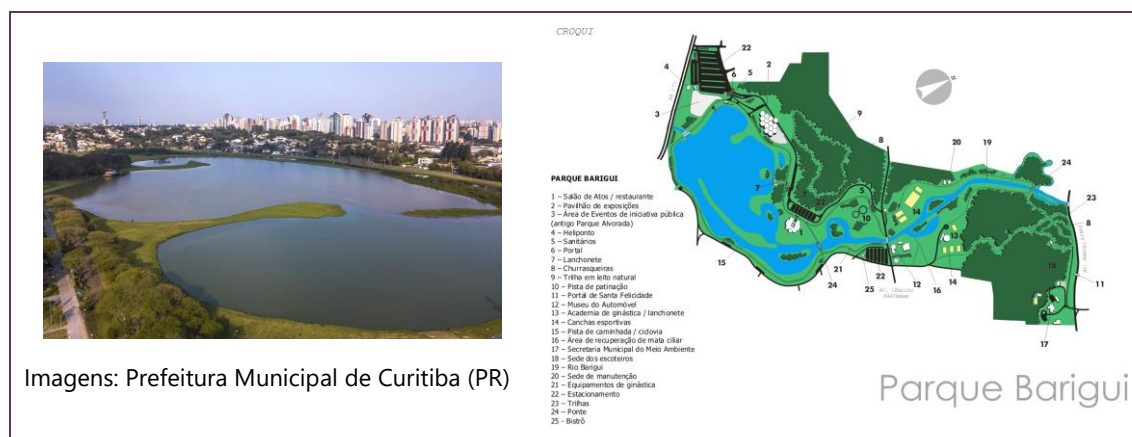 CROQUI
22
4
5
6
2
3
9
8
20
19
24
PARQUE BARIGUI
1 – Salão de Atos / restaurante
2 – Pavilhão de exposições
3 – Área de Eventos de iniciativa pública
(antigo Parque Alvorada)
4 – Heliponto
5 – Sanitários
6 – Portal
7 – Lanchonete
8 – Churrasqueiras
9 – Trilha em leito natural
10 – Pista de patinação
11 – Portal de Santa Felicidade
12 – Museu do Automóvel
13 – Academia de ginástica / lanchonete
14 – Canchas esportivas
15 – Pista de caminhada / ciclovia
16 – Área de recuperação de mata ciliar
17 – Secretaria Municipal do Meio Ambiente
18 – Sede dos escoteiros
19 – Rio Barigui
20 – Sede de manutenção
21 – Equipamentos de ginástica
22 – Estacionamento
23 – Trilhas
24 – Ponte
25 - Bistrô
7
22
5
10
14
23
13
8
15
24
21
25
22
12
16
14
18
11
17
Imagens: Prefeitura Municipal de Curitiba (PR)
Parque Barigui